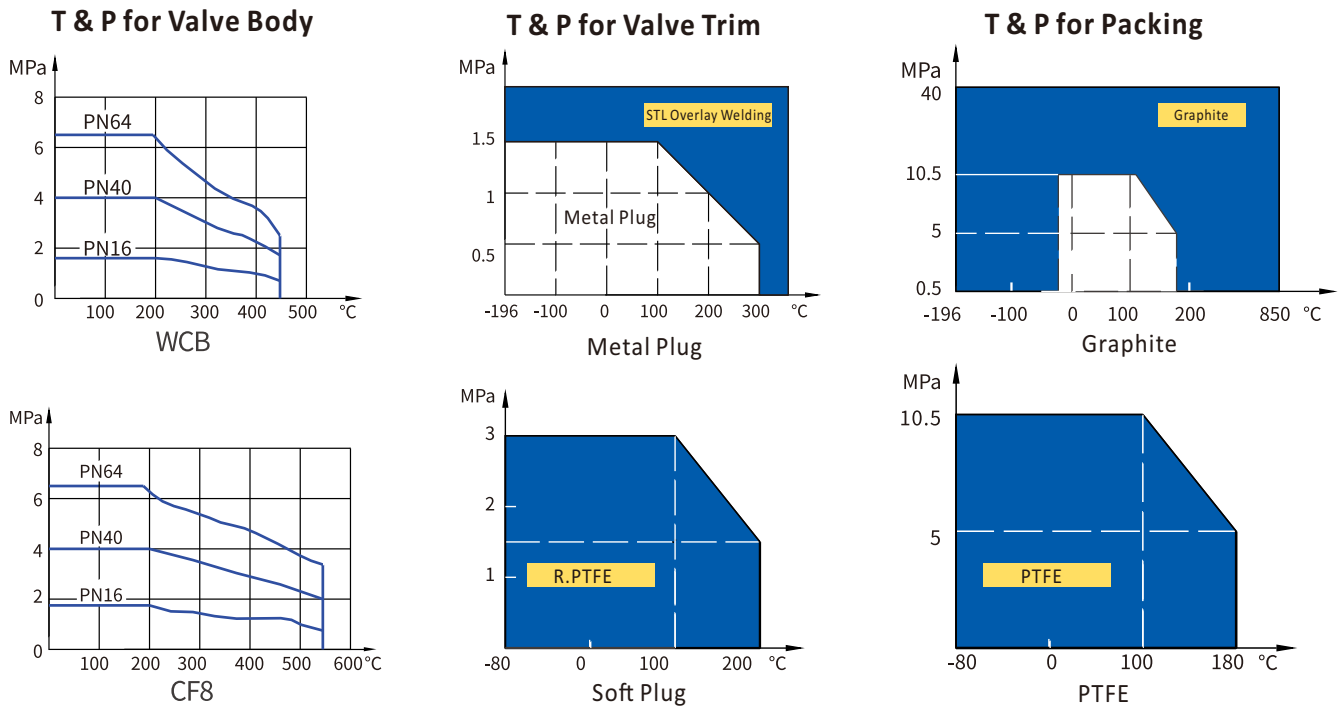 T & P for Valve Body
MPa
8
6
4
2
0
PN64
PN40
PN16
100 200 300 400 500 °C
WCB
T & P for Valve Trim
MPa
1.5
1
0.5
STL Overlay Welding
Metal Plug
-196 -100 0 100 200 300 °C
Metal Plug
T & P for Packing
MPa
40
10.5
5
0.5
Graphite
-196 -100 0 100 200 850 °C
Graphite
MPa
8
6
4
2
0
PN64
PN40
PN16
100 200 300 400 500 600 °C
CF8
MPa
3
2
1
R.PTFE
-80 0 100 200 °C
Soft Plug
MPa
10.5
5
PTFE
-80 0 100 180 °C
PTFE